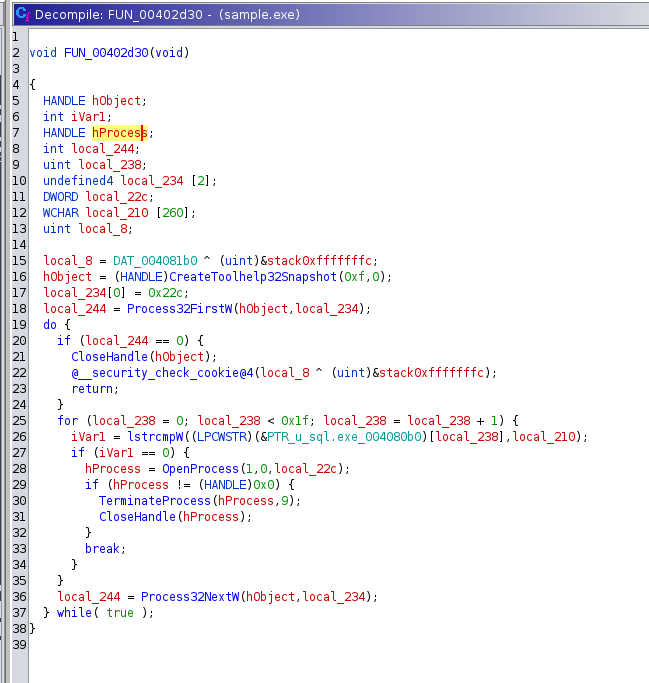 Decompile: FUN_00402d30 - (sample.exe)
1
2 void FUN_00402d30(void)
3
4 {
5   HANDLE hObject;
6   int iVar1;
7   HANDLE hProcess;
8   int local_244;
9   uint local_238;
10   undefined4 local_234 [2];
11   DWORD local_22c;
12   WCHAR local_210 [260];
13   uint local_8;
14
15   local_8 = DAT_004081b0 ^ (uint)&stack0xfffffffc;
16   hObject = (HANDLE)CreateToolhelp32Snapshot(0xf,0);
17   local_234[0] = 0x22c;
18   local_244 = Process32FirstW(hObject,local_234);
19   do {
20     if (local_244 == 0) {
21       CloseHandle(hObject);
22       @__security_check_cookie@4(local_8 ^ (uint)&stack0xfffffffc);
23       return;
24     }
25     for (local_238 = 0; local_238 < 0x1f; local_238 = local_238 + 1) {
26       iVar1 = lstrcmpW((LPCWSTR)(&PTR_u_sql.exe_004080b0)[local_238],local_210);
27       if (iVar1 == 0) {
28         hProcess = OpenProcess(1,0,local_22c);
29         if (hProcess != (HANDLE)0x0) {
30           TerminateProcess(hProcess,9);
31           CloseHandle(hProcess);
32         }
33         break;
34       }
35     }
36     local_244 = Process32NextW(hObject,local_234);
37   } while( true );
38 }
39